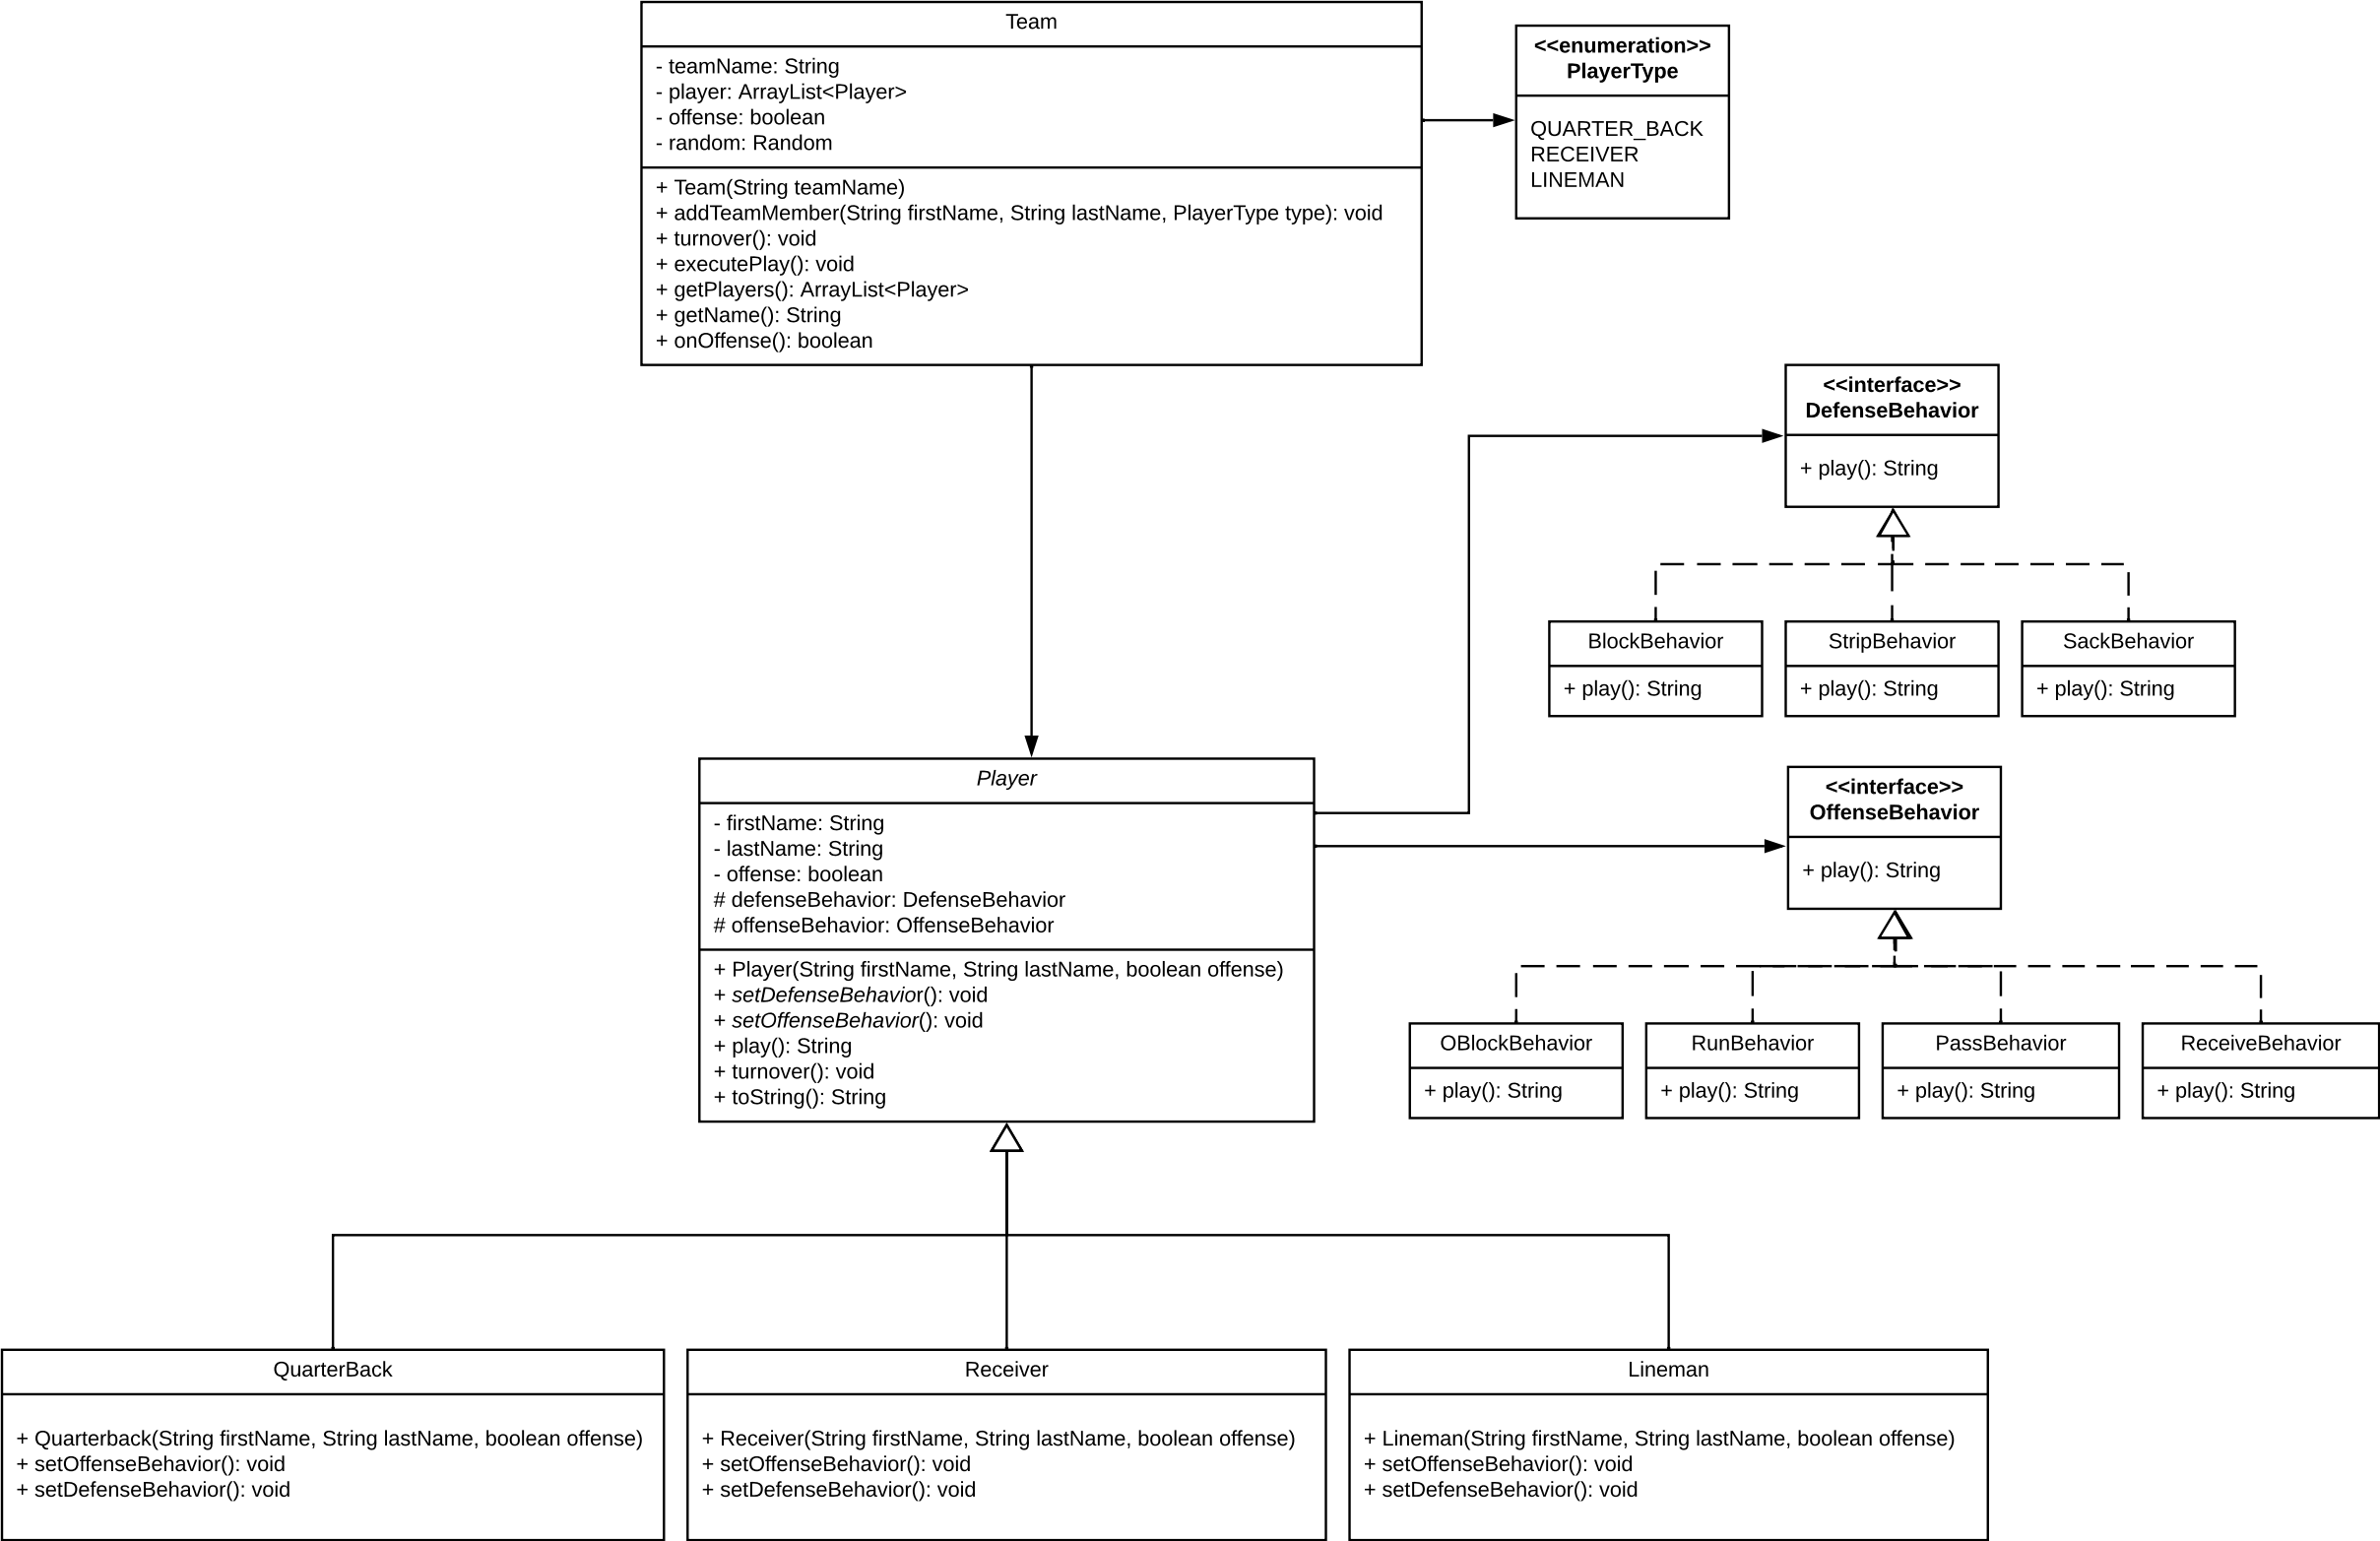 Team
- teamName: String
- player: ArrayList<Player>
- offense: boolean
- random: Random
+ Team(String teamName)
+ addTeamMember(String firstName, String lastName, PlayerType type): void
+ turnover(): void
+ executePlay(): void
+ getPlayers(): ArrayList<Player>
+ getName(): String
+ onOffense(): boolean
<<enumeration>>
PlayerType
QUARTER_BACK
RECEIVER
LINEMAN
<<interface>>
DefenseBehavior
+ play(): String
BlockBehavior
+ play(): String
StripBehavior
+ play(): String
SackBehavior
+ play(): String
Player
- firstName: String
- lastName: String
- offense: boolean
# defenseBehavior: DefenseBehavior
# offenseBehavior: OffenseBehavior
+ Player(String firstName, String lastName, boolean offense)
+ setDefenseBehavior(): void
+ setOffenseBehavior(): void
+ play(): String
+ turnover(): void
+ toString(): String
<<interface>>
OffenseBehavior
+ play(): String
OBlockBehavior
+ play(): String
RunBehavior
+ play(): String
PassBehavior
+ play(): String
ReceiveBehavior
+ play(): String
QuarterBack
+ Quarterback(String firstName, String lastName, boolean offense)
+ setOffenseBehavior(): void
+ setDefenseBehavior(): void
Receiver
+ Receiver(String firstName, String lastName, boolean offense)
+ setOffenseBehavior(): void
+ setDefenseBehavior(): void
Lineman
+ Lineman(String firstName, String lastName, boolean offense)
+ setOffenseBehavior(): void
+ setDefenseBehavior(): void